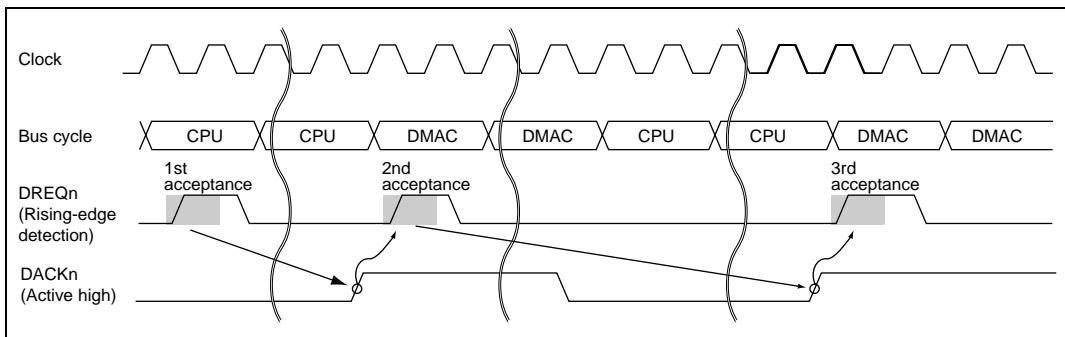 Clock
Bus cycle
CPU
CPU
DMAC
DMAC
CPU
CPU
DMAC
DMAC
1st
acceptance
2nd
acceptance
3rd
acceptance
DREQn
(Rising-edge
detection)
DACKn
(Active high)